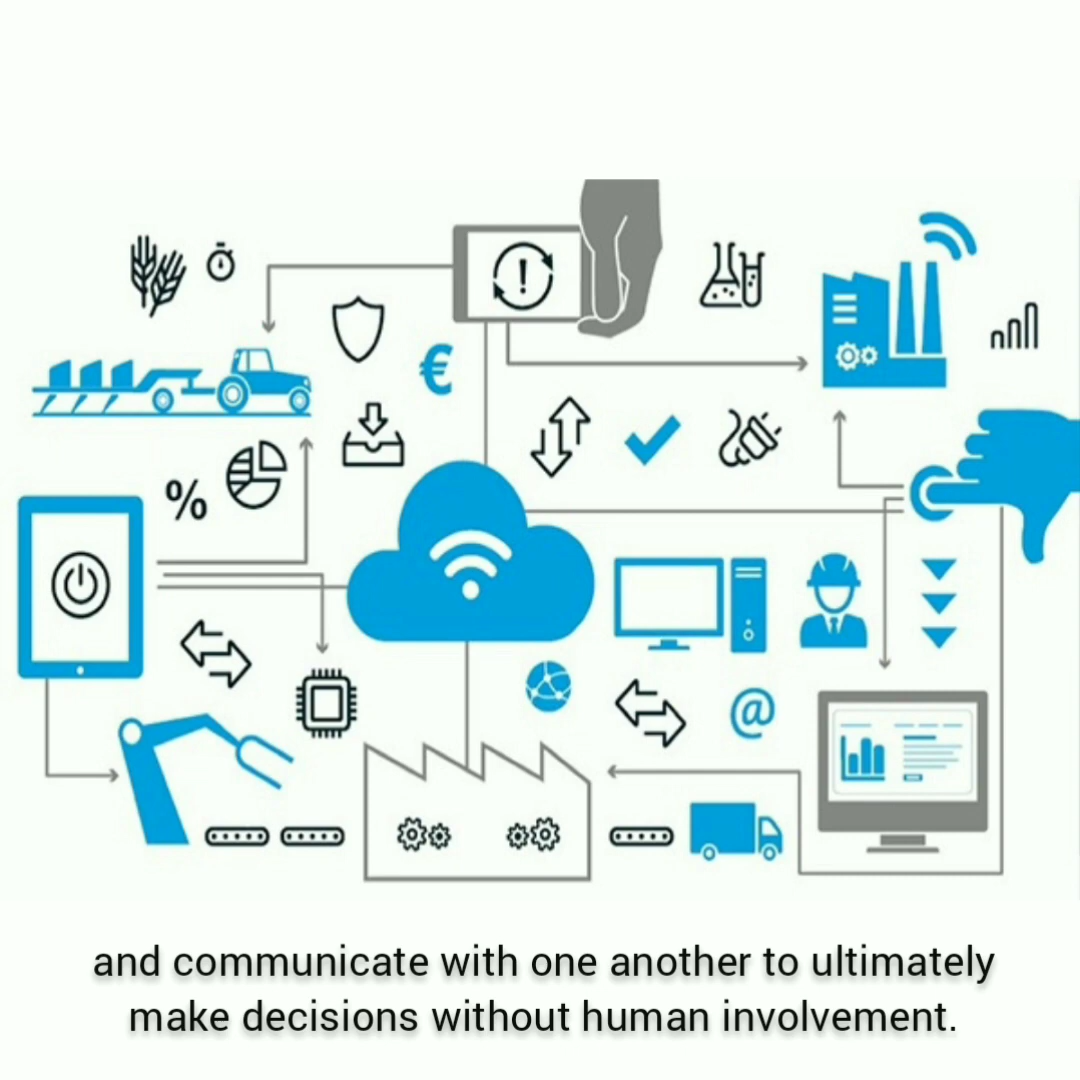 !
€
%
@
and communicate with one another to ultimately
make decisions without human involvement.